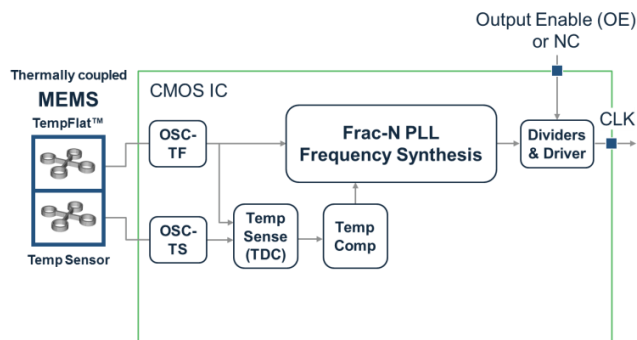 Output Enable (OE)
or NC
Thermally coupled
MEMS
TempFlat™
CMOS IC
OSC-
TF
Frac-N PLL
Frequency Synthesis
Dividers
& Driver
CLK
OSC-
TS
Temp
Sense
(TDC)
Temp
Comp
Temp Sensor